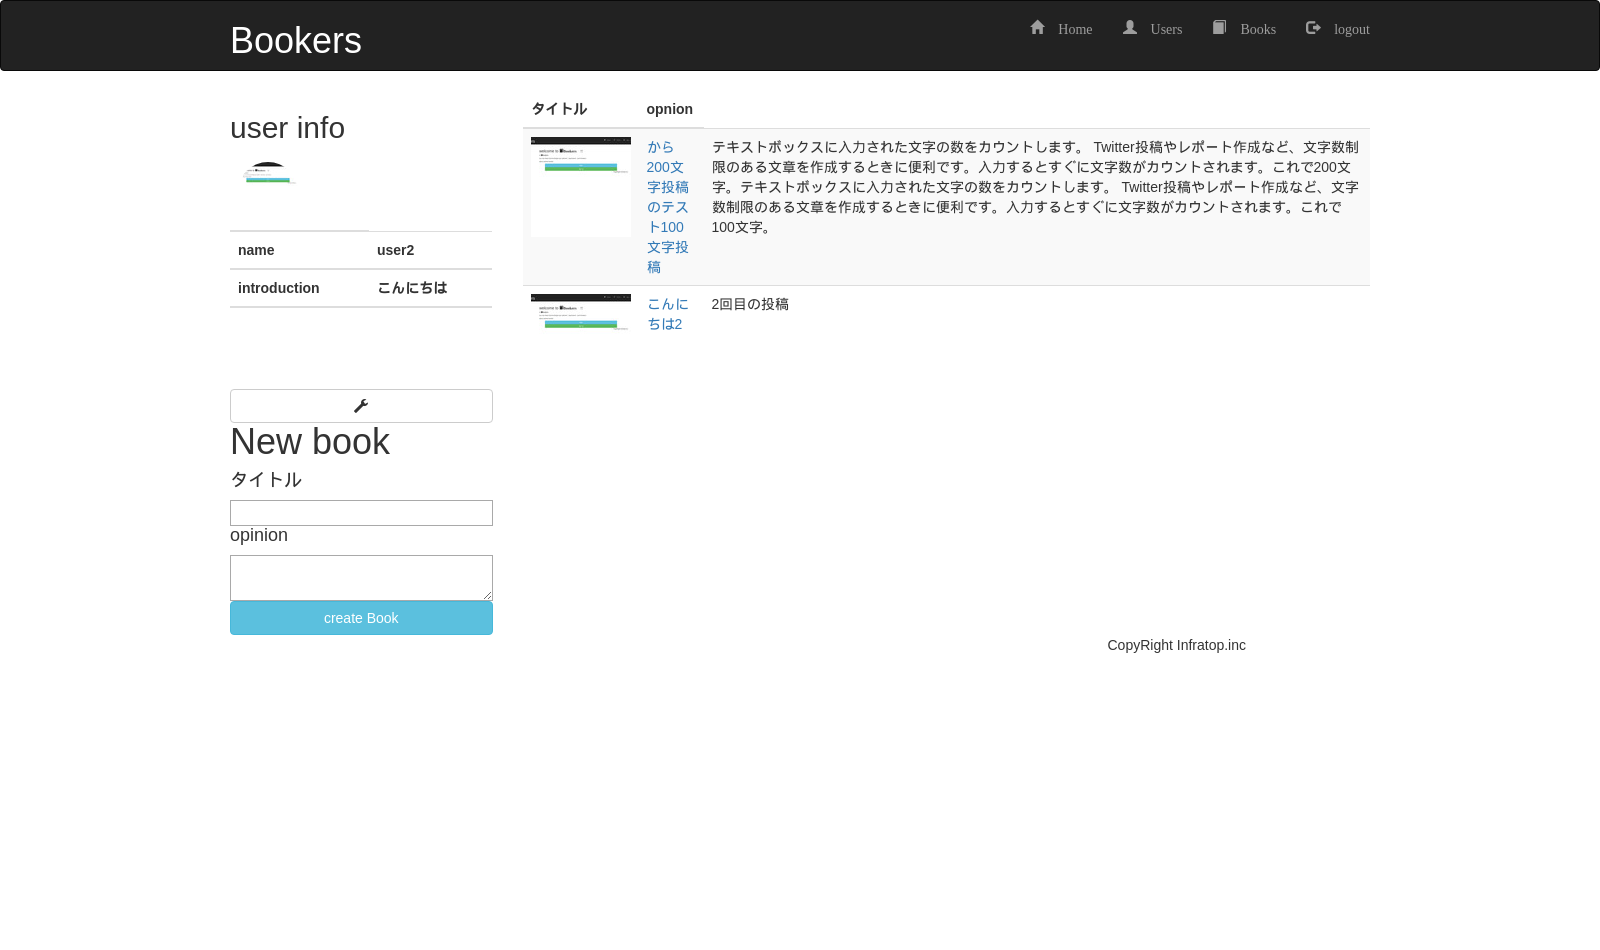 Bookers
Home Users Books logout
user info
name user2
introduction こんにちは
New book
タイトル
opinion
create Book
タイトル opnion
から
200文
字投稿
のテス
ト100
文字投
稿
テキストボックスに入力された文字の数をカウントします。 Twitter投稿やレポート作成など、文字数制
限のある文章を作成するときに便利です。入力するとすぐに文字数がカウントされます。これで200文
字。テキストボックスに入力された文字の数をカウントします。 Twitter投稿やレポート作成など、文字
数制限のある文章を作成するときに便利です。入力するとすぐに文字数がカウントされます。これで
100文字。
こんに
ちは2
2回目の投稿
CopyRight Infratop.inc